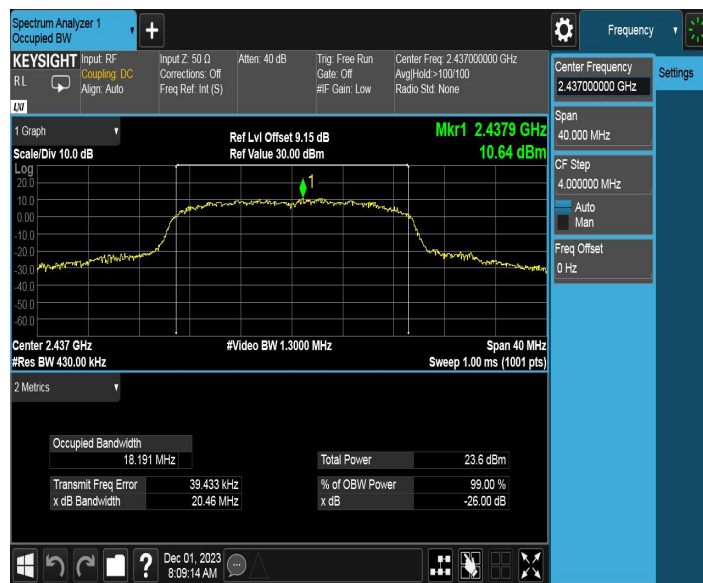 Spectrum Analyzer 1
Occupied BW
+
Frequency
KEYSIGHT
RL
LXI
Input: RF
Coupling: DC
Align: Auto
Input Z: 50 Ω
Corrections: Off
Freq Ref: Int (S)
Atten: 40 dB
Trig: Free Run
Gate: Off
#IF Gain: Low
Center Freq: 2.437000000 GHz
Avg|Hold:>100/100
Radio Std: None
Center Frequency
2.437000000 GHz
Settings
Span
40.000 MHz
CF Step
4.000000 MHz
Auto
Man
Freq Offset
0 Hz
1 Graph
Scale/Div 10.0 dB
Ref Lvl Offset 9.15 dB
Ref Value 30.00 dBm
Mkr1 2.4379 GHz
10.64 dBm
Log
20.0
10.0
0.00
-10.0
-20.0
-30.0
-40.0
-50.0
-60.0
1
Center 2.437 GHz
#Video BW 1.3000 MHz
Span 40 MHz
#Res BW 430.00 kHz
Sweep 1.00 ms (1001 pts)
2 Metrics
Occupied Bandwidth
18.191 MHz
Total Power 23.6 dBm
Transmit Freq Error 39.433 kHz
% of OBW Power 99.00 %
x dB Bandwidth 20.46 MHz
x dB -26.00 dB
?
Dec 01, 2023
8:09:14 AM